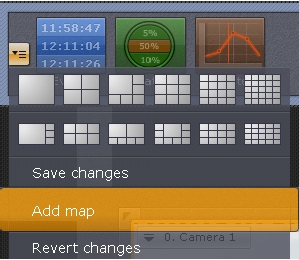 11:58:47
12:11:04
12:11:26
5%
50%
10%
Save changes
Add map
0. Camera 1
Revert changes